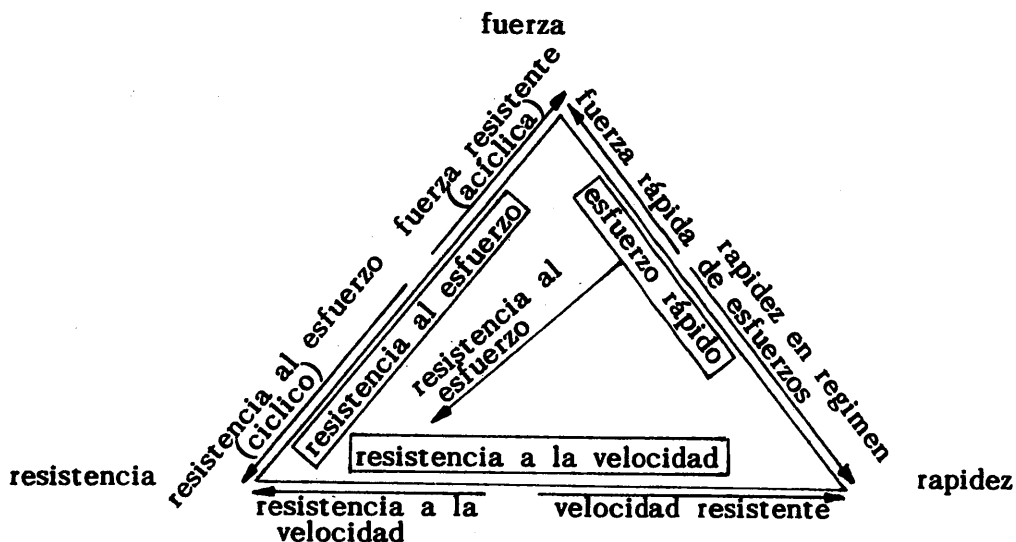 fuerza
fuerza resistente
(acíclica)
resistencia al esfuerzo
(cíclico)
resistencia al esfuerzo
fuerza rápida
rapidez en regimen
de esfuerzos
esfuerzo rápido
resistencia al
esfuerzo
resistencia a la velocidad
resistencia
rapidez
resistencia a la
velocidad
velocidad resistente